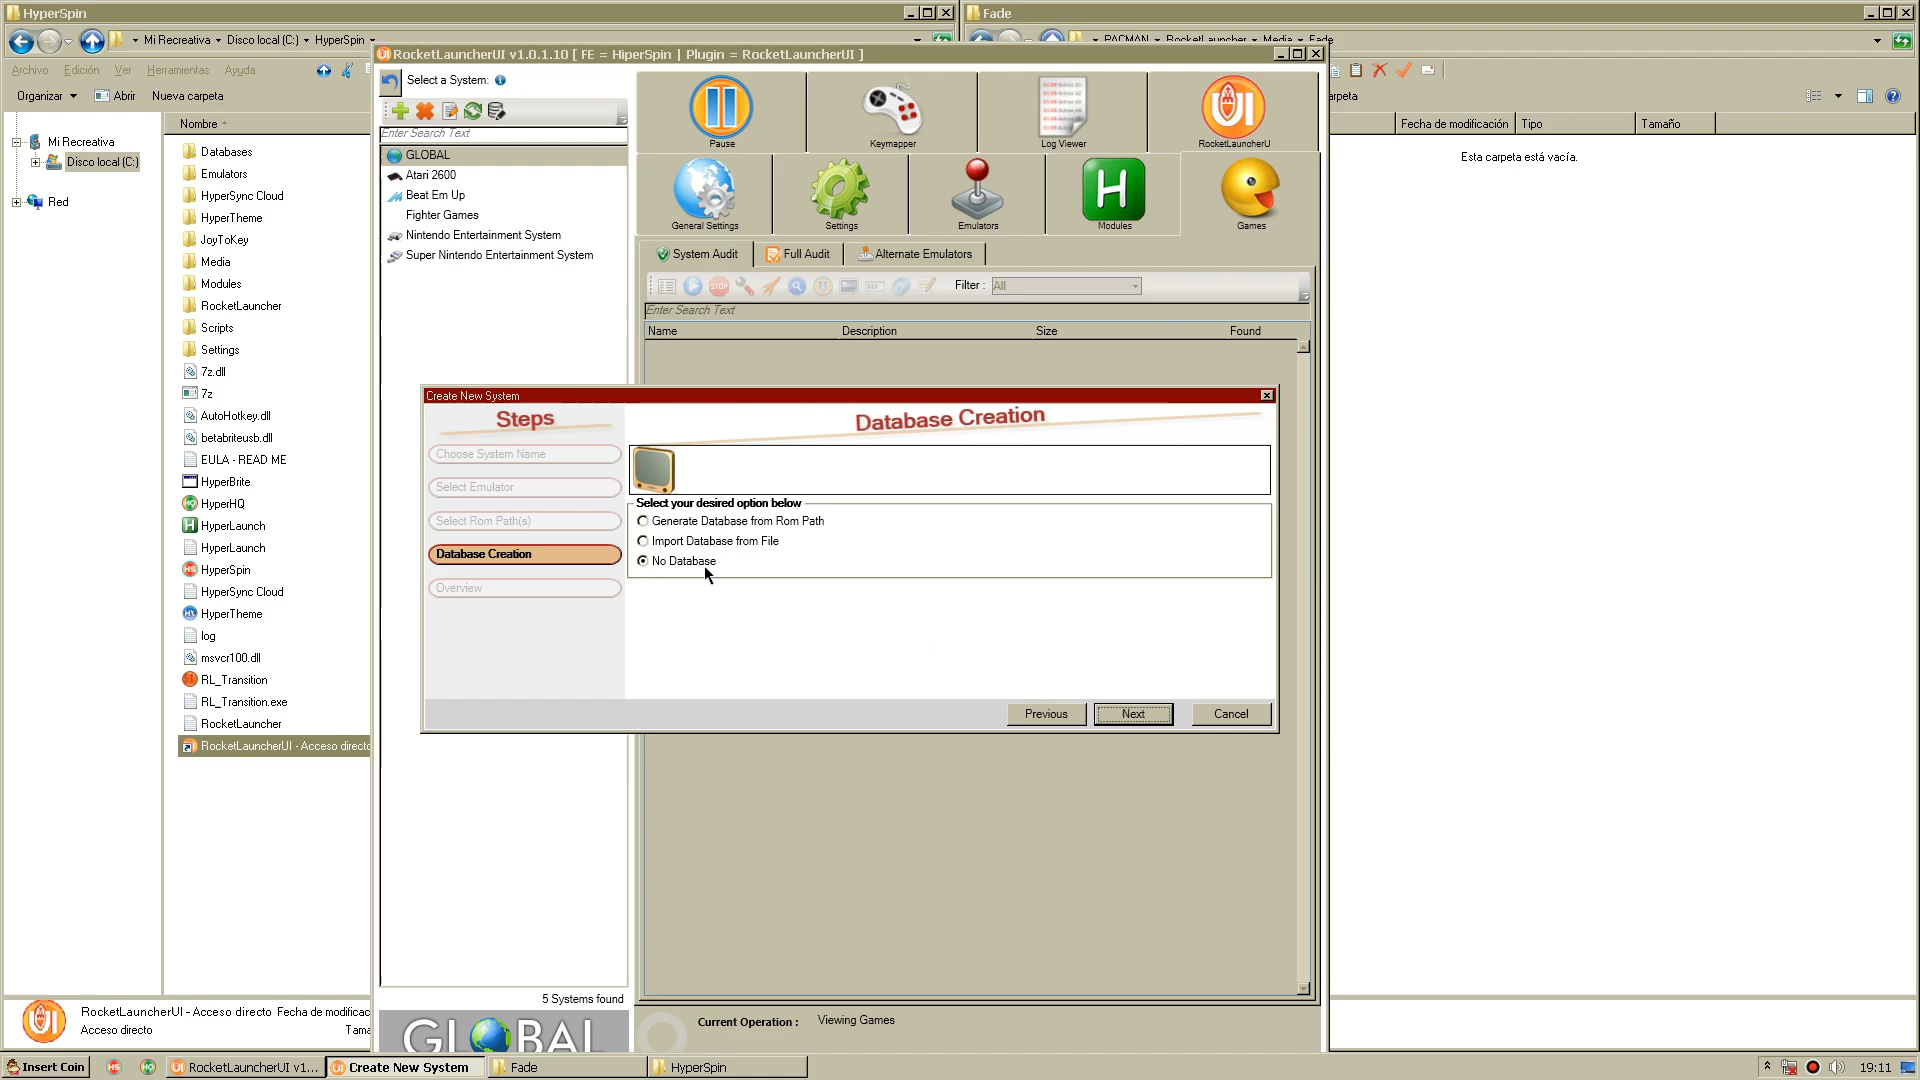 HyperSpin
Fade
Mi Recreativa ▾ Disco local (C:) ▾ HyperSpin ▾
PACMAN ▾ RocketLauncher ▾ Media ▾ Fade
RocketLauncherUI v1.0.1.10 [ FE = HiperSpin | Plugin = RocketLauncherUI ]
Archivo Edición Ver Herramientas Ayuda
Organizar Abrir Nueva carpeta
rpeta
Select a System:
Enter Search Text
GLOBAL
Atari 2600
Beat Em Up
Fighter Games
Nintendo Entertainment System
Super Nintendo Entertainment System
5 Systems found
GLOBAL
Pause
Keymapper
Log Viewer
RocketLauncherUI
General Settings
Settings
Emulators
H
Modules
Games
System Audit
Full Audit
Alternate Emulators
STOP
Filter : All
Enter Search Text
Name Description Size Found
Nombre
Mi Recreativa
Disco local (C:)
Red
Databases
Emulators
HyperSync Cloud
HyperTheme
JoyToKey
Media
Modules
RocketLauncher
Scripts
Settings
7z.dll
7z
AutoHotkey.dll
betabriteusb.dll
EULA - READ ME
HyperBrite
HyperHQ
HyperLaunch
HyperLaunch
HyperSpin
HyperSync Cloud
HyperTheme
log
msvcr100.dll
RL_Transition
RL_Transition.exe
RocketLauncher
RocketLauncherUI - Acceso directo
Fecha de modificación Tipo Tamaño
Esta carpeta está vacía.
Create New System
Steps
Choose System Name
Select Emulator
Select Rom Path(s)
Database Creation
Overview
Database Creation
Select your desired option below
Generate Database from Rom Path
Import Database from File
No Database
Previous
Next
Cancel
RocketLauncherUI - Acceso directo Fecha de modificac
Acceso directo Tama
Current Operation : Viewing Games
Insert Coin
RocketLauncherUI v1...
Create New System
Fade
HyperSpin
19:11